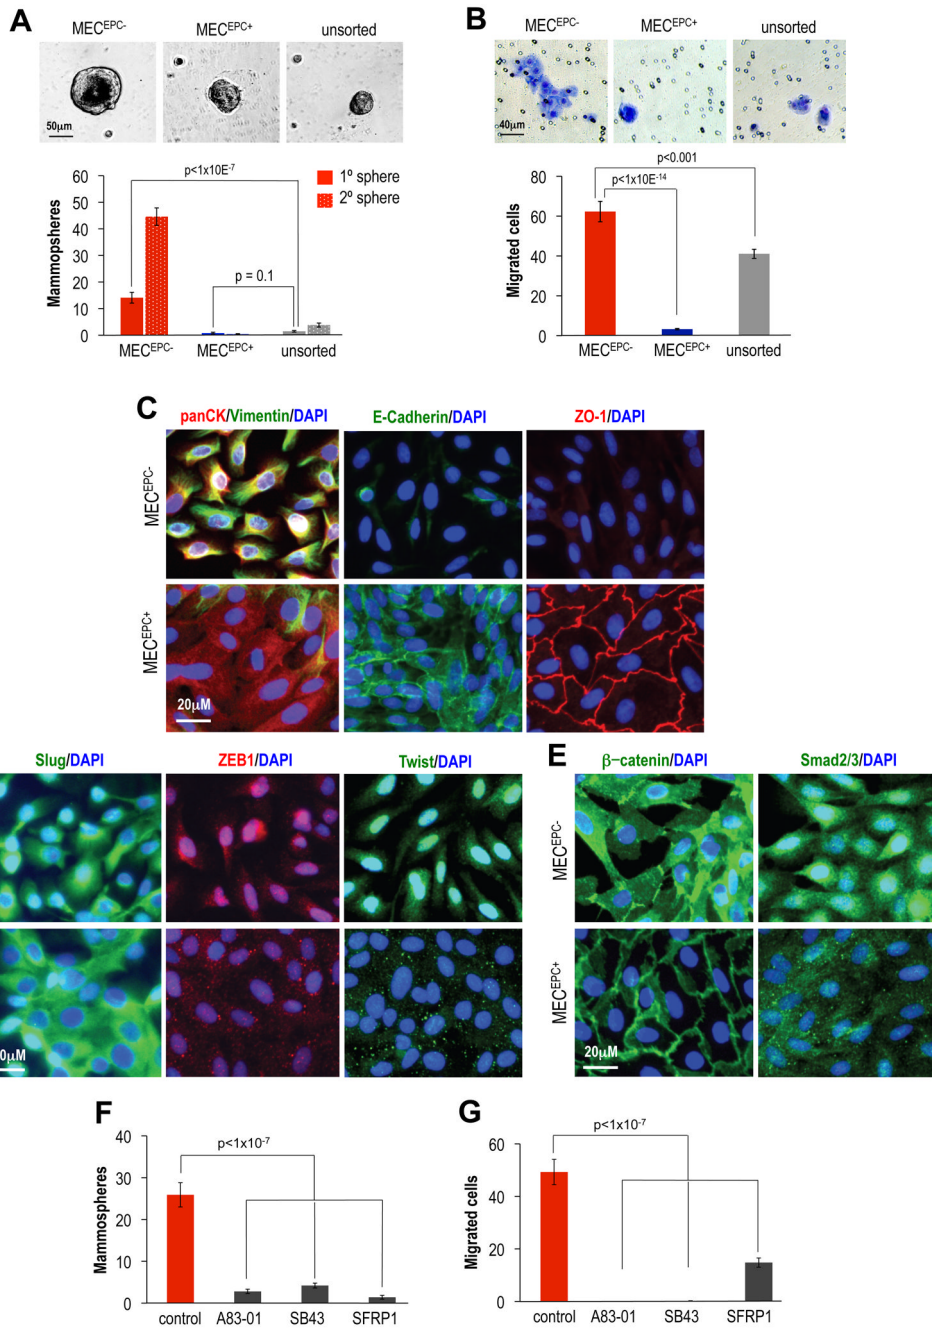 A
MECEPC-
MECEPC+
unsorted
50μm
p<1x10E-7
1º sphere
2º sphere
p = 0.1
Mammopspheres
60
50
40
30
20
10
0
MECEPC-
MECEPC+
unsorted
B
MECEPC-
MECEPC+
unsorted
40μm
p<0.001
p<1x10E-14
Migrated cells
80
60
40
20
0
MECEPC-
MECEPC+
unsorted
C
panCK/Vimentin/DAPI
E-Cadherin/DAPI
ZO-1/DAPI
MECEPC-
MECEPC+
20μM
Slug/DAPI
ZEB1/DAPI
Twist/DAPI
0μM
E
β–catenin/DAPI
Smad2/3/DAPI
MECEPC-
MECEPC+
20μM
F
p<1x10-7
Mammospheres
40
30
20
10
0
control
A83-01
SB43
SFRP1
G
p<1x10-7
Migrated cells
60
40
20
0
control
A83-01
SB43
SFRP1